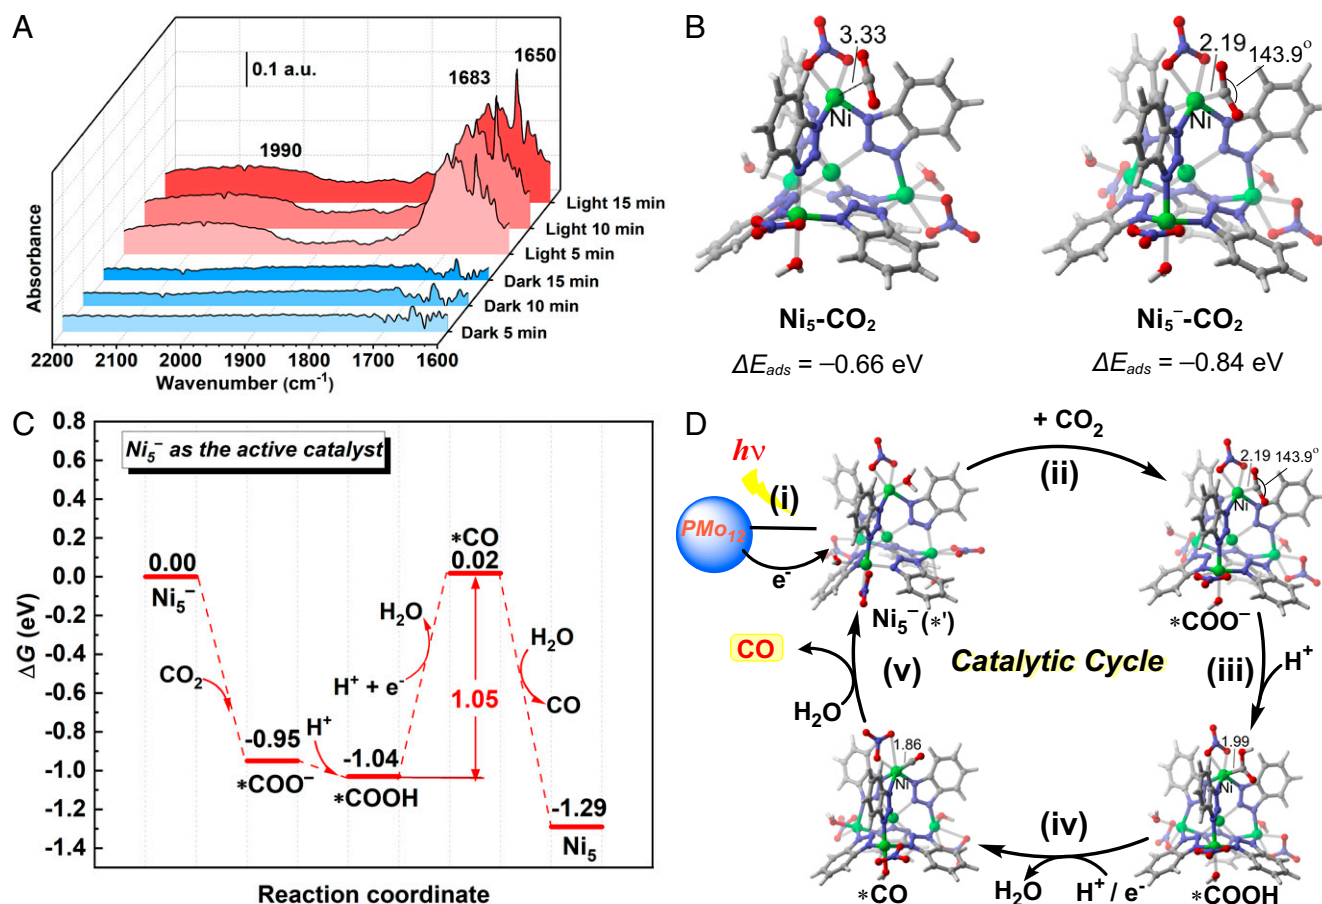 A
0.1 a.u.
1650
1683
1990
Light 15 min
Light 10 min
Light 5 min
Dark 15 min
Dark 10 min
Dark 5 min
Absorbance
2200 2100 2000 1900 1800 1700 1600
Wavenumber (cm⁻¹)
B
3.33
Ni
Ni₅-CO₂
ΔE_ads = –0.66 eV
2.19
143.9°
Ni
Ni₅⁻-CO₂
ΔE_ads = –0.84 eV
C
Ni₅⁻ as the active catalyst
0.8
0.6
0.4
0.2
0.0
-0.2
-0.4
-0.6
-0.8
-1.0
-1.2
-1.4
ΔG (eV)
0.00
Ni₅⁻
CO₂
-0.95
*COO⁻
H⁺
-1.04
*COOH
H₂O
H⁺ + e⁻
*CO
0.02
1.05
H₂O
CO
-1.29
Ni₅
Reaction coordinate
D
hν
(i)
PMo₁₂
e⁻
Ni₅⁻ (*')
+ CO₂
(ii)
2.19
143.9°
Ni
*COO⁻
(iii)
H⁺
1.99
Ni
*COOH
(iv)
H₂O
H⁺ / e⁻
1.86
Ni
*CO
(v)
H₂O
CO
Catalytic Cycle